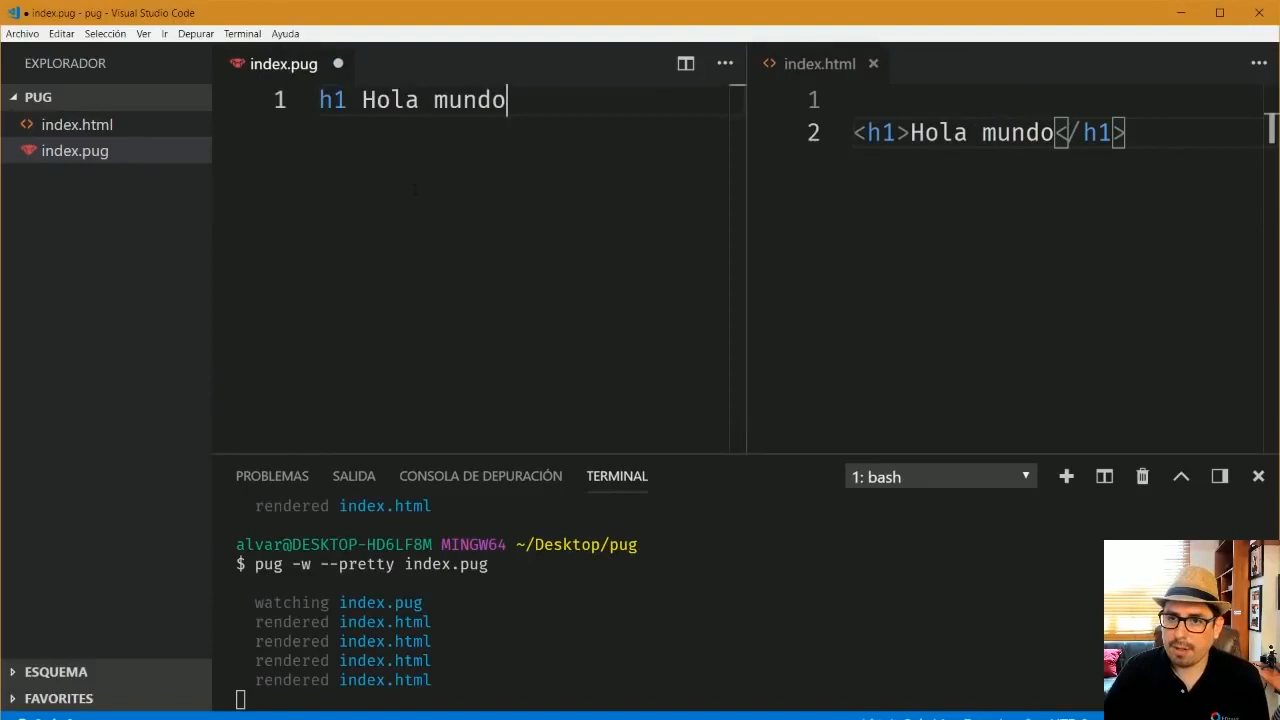 index.pug - pug - Visual Studio Code
Archivo Editar Selección Ver Ir Depurar Terminal Ayuda
EXPLORADOR
PUG
index.html
index.pug
ESQUEMA
FAVORITES
index.pug
1 h1 Hola mundo
index.html
1
2 <h1>Hola mundo</h1>
PROBLEMAS SALIDA CONSOLA DE DEPURACIÓN TERMINAL
1: bash
rendered index.html
alvar@DESKTOP-HD6LF8M MINGW64 ~/Desktop/pug
$ pug -w --pretty index.pug
watching index.pug
rendered index.html
rendered index.html
rendered index.html
rendered index.html